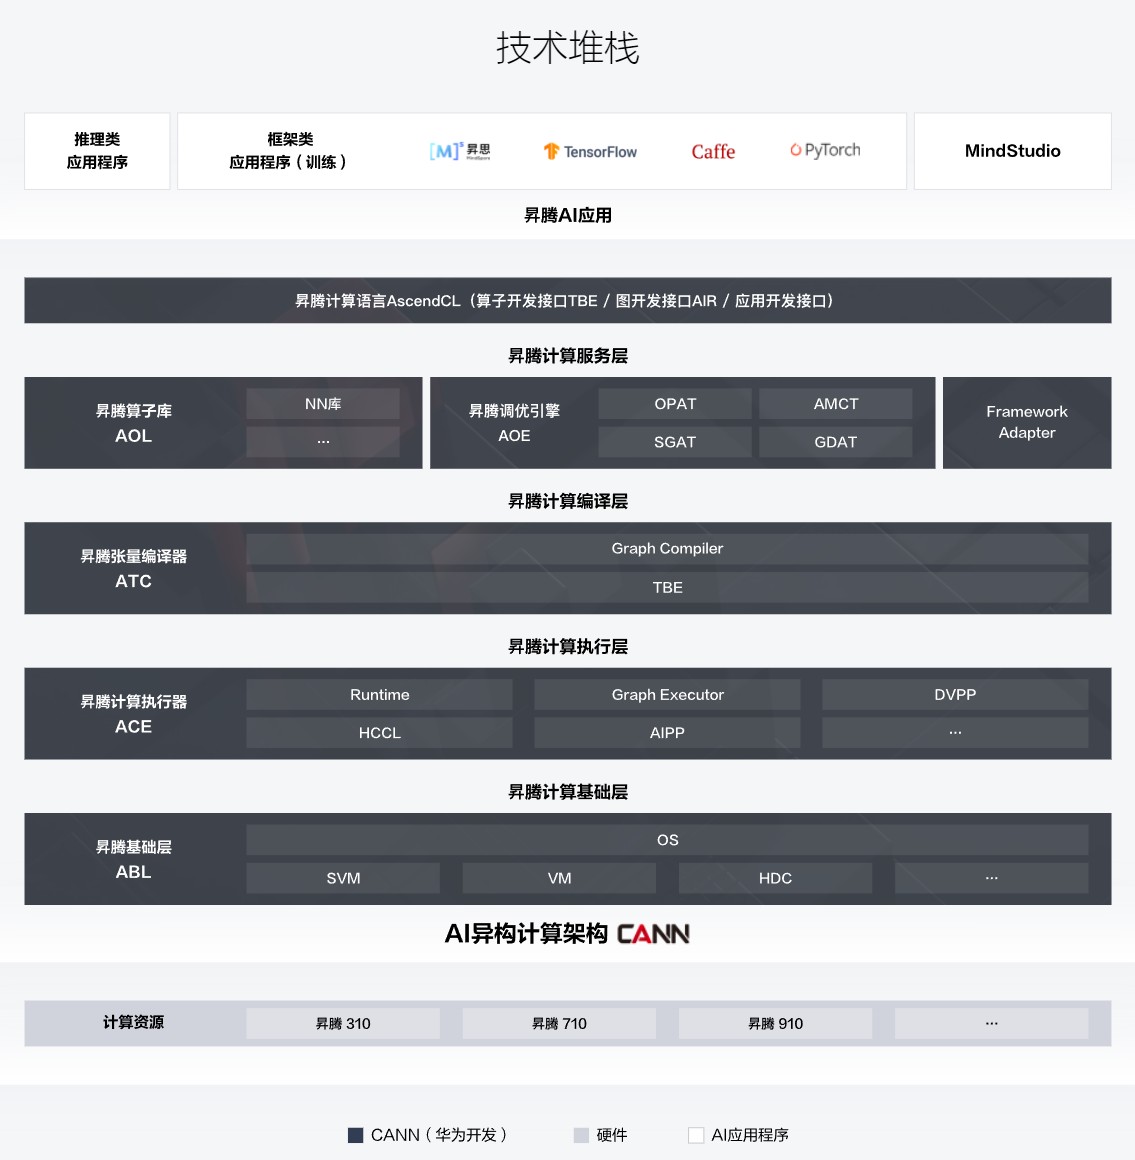 技术堆栈
推理类
应用程序
框架类
应用程序（训练）
[M]s 昇思
MindSpore
TensorFlow
Caffe
PyTorch
MindStudio
昇腾AI应用
昇腾计算语言AscendCL（算子开发接口TBE / 图开发接口AIR / 应用开发接口）
昇腾计算服务层
昇腾算子库
AOL
NN库
...
昇腾调优引擎
AOE
OPAT
AMCT
SGAT
GDAT
Framework
Adapter
昇腾计算编译层
昇腾张量编译器
ATC
Graph Compiler
TBE
昇腾计算执行层
昇腾计算执行器
ACE
Runtime
Graph Executor
DVPP
HCCL
AIPP
...
昇腾计算基础层
昇腾基础层
ABL
OS
SVM
VM
HDC
...
AI异构计算架构 CANN
计算资源
昇腾 310
昇腾 710
昇腾 910
...
CANN（华为开发）
硬件
AI应用程序